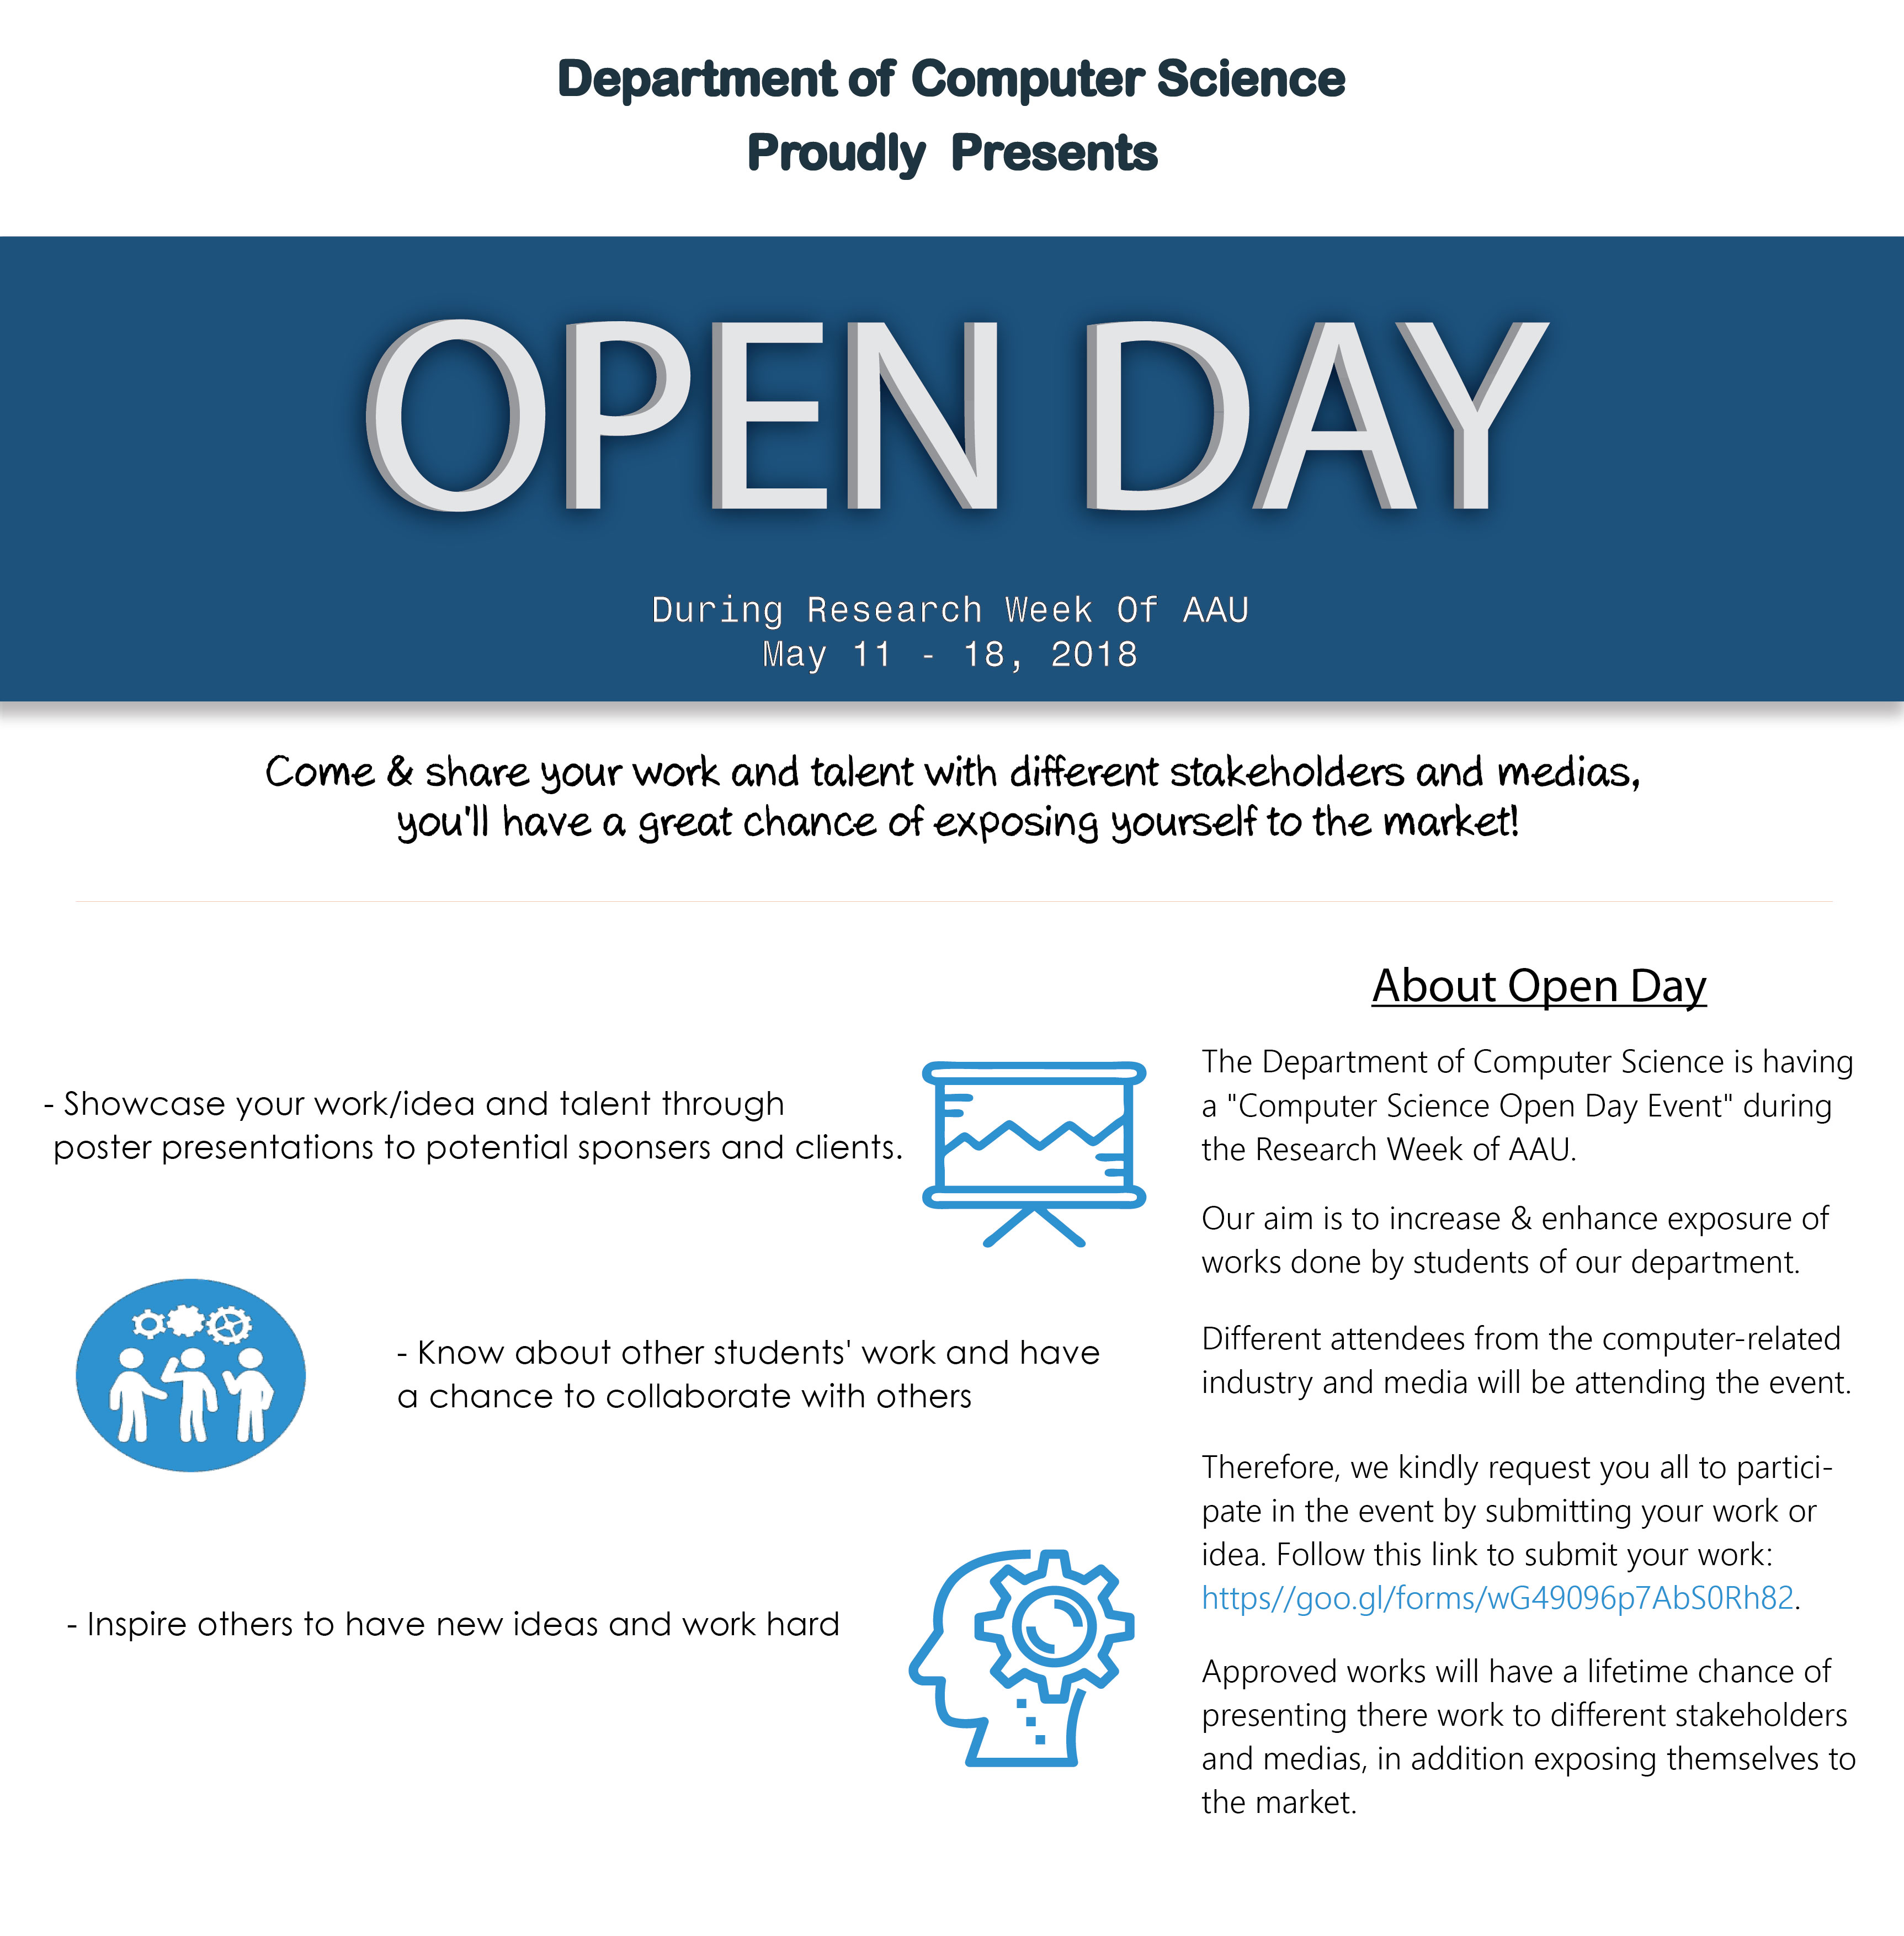 Department of Computer Science
Proudly Presents
OPEN DAY
During Research Week Of AAU
May 11 - 18, 2018
Come & share your work and talent with different stakeholders and medias,
you'll have a great chance of exposing yourself to the market!
- Showcase your work/idea and talent through
poster presentations to potential sponsers and clients.
- Know about other students' work and have
a chance to collaborate with others
- Inspire others to have new ideas and work hard
About Open Day
The Department of Computer Science is having
a "Computer Science Open Day Event" during
the Research Week of AAU.
Our aim is to increase & enhance exposure of
works done by students of our department.
Different attendees from the computer-related
industry and media will be attending the event.
Therefore, we kindly request you all to partici-
pate in the event by submitting your work or
idea. Follow this link to submit your work:
https//goo.gl/forms/wG49096p7AbS0Rh82.
Approved works will have a lifetime chance of
presenting there work to different stakeholders
and medias, in addition exposing themselves to
the market.